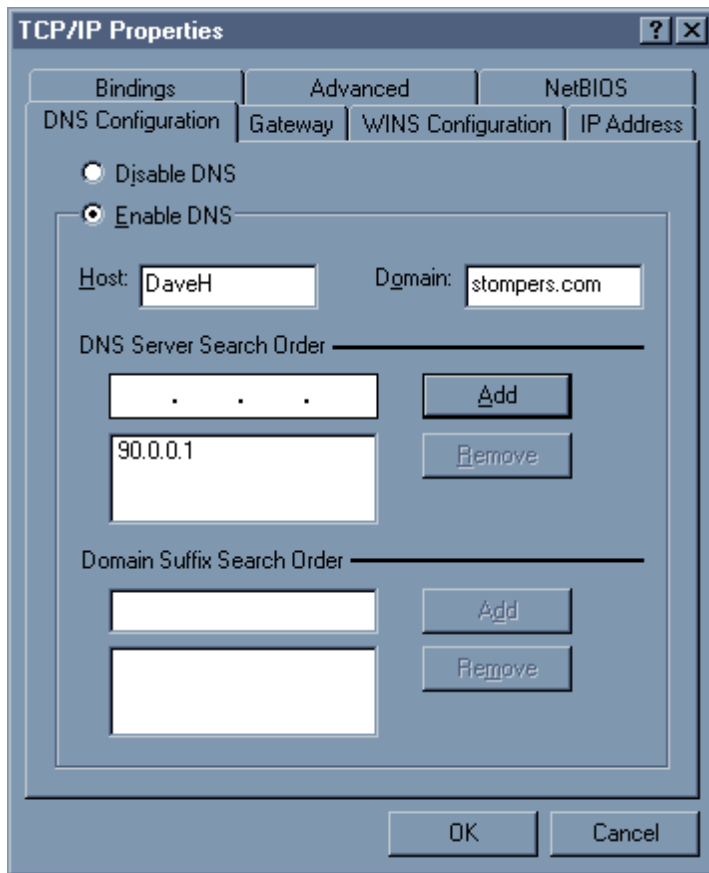 TCP/IP Properties ? ×
Bindings Advanced NetBIOS
DNS Configuration Gateway WINS Configuration IP Address
Disable DNS
Enable DNS
Host: DaveH Domain: stompers.com
DNS Server Search Order
. . . Add
90.0.0.1 Remove
Domain Suffix Search Order
Add
Remove
OK Cancel